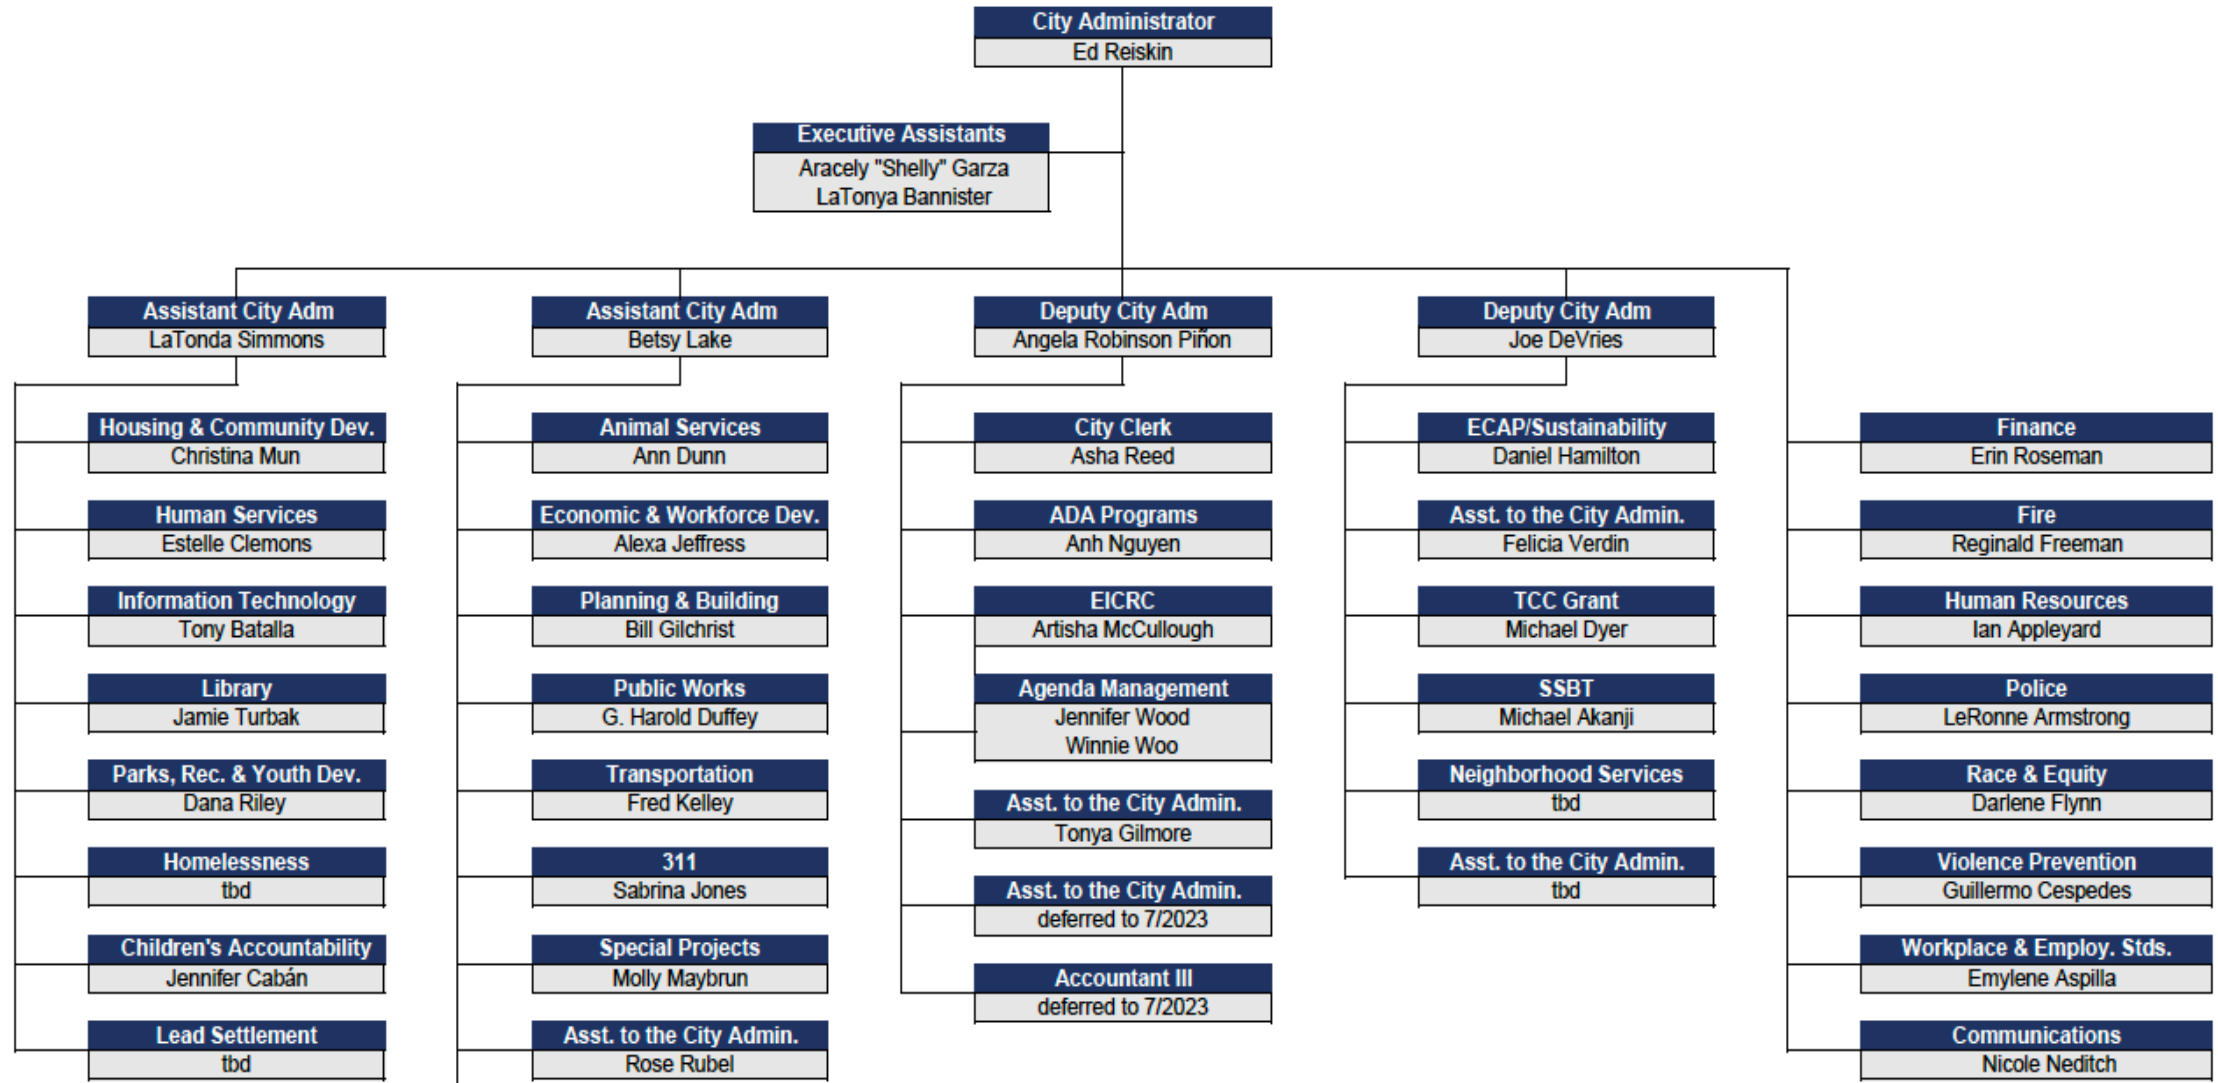 City Administrator
Ed Reiskin
Executive Assistants
Aracely "Shelly" Garza
LaTonya Bannister
Assistant City Adm
LaTonda Simmons
Housing & Community Dev.
Christina Mun
Human Services
Estelle Clemons
Information Technology
Tony Batalla
Library
Jamie Turbak
Parks, Rec. & Youth Dev.
Dana Riley
Homelessness
tbd
Children's Accountability
Jennifer Cabán
Lead Settlement
tbd
Assistant City Adm
Betsy Lake
Animal Services
Ann Dunn
Economic & Workforce Dev.
Alexa Jeffress
Planning & Building
Bill Gilchrist
Public Works
G. Harold Duffey
Transportation
Fred Kelley
311
Sabrina Jones
Special Projects
Molly Maybrun
Asst. to the City Admin.
Rose Rubel
Deputy City Adm
Angela Robinson Piñon
City Clerk
Asha Reed
ADA Programs
Anh Nguyen
EICRC
Artisha McCullough
Agenda Management
Jennifer Wood
Winnie Woo
Asst. to the City Admin.
Tonya Gilmore
Asst. to the City Admin.
deferred to 7/2023
Accountant III
deferred to 7/2023
Deputy City Adm
Joe DeVries
ECAP/Sustainability
Daniel Hamilton
Asst. to the City Admin.
Felicia Verdin
TCC Grant
Michael Dyer
SSBT
Michael Akanji
Neighborhood Services
tbd
Asst. to the City Admin.
tbd
Finance
Erin Roseman
Fire
Reginald Freeman
Human Resources
Ian Appleyard
Police
LeRonne Armstrong
Race & Equity
Darlene Flynn
Violence Prevention
Guillermo Cespedes
Workplace & Employ. Stds.
Emylene Aspilla
Communications
Nicole Neditch